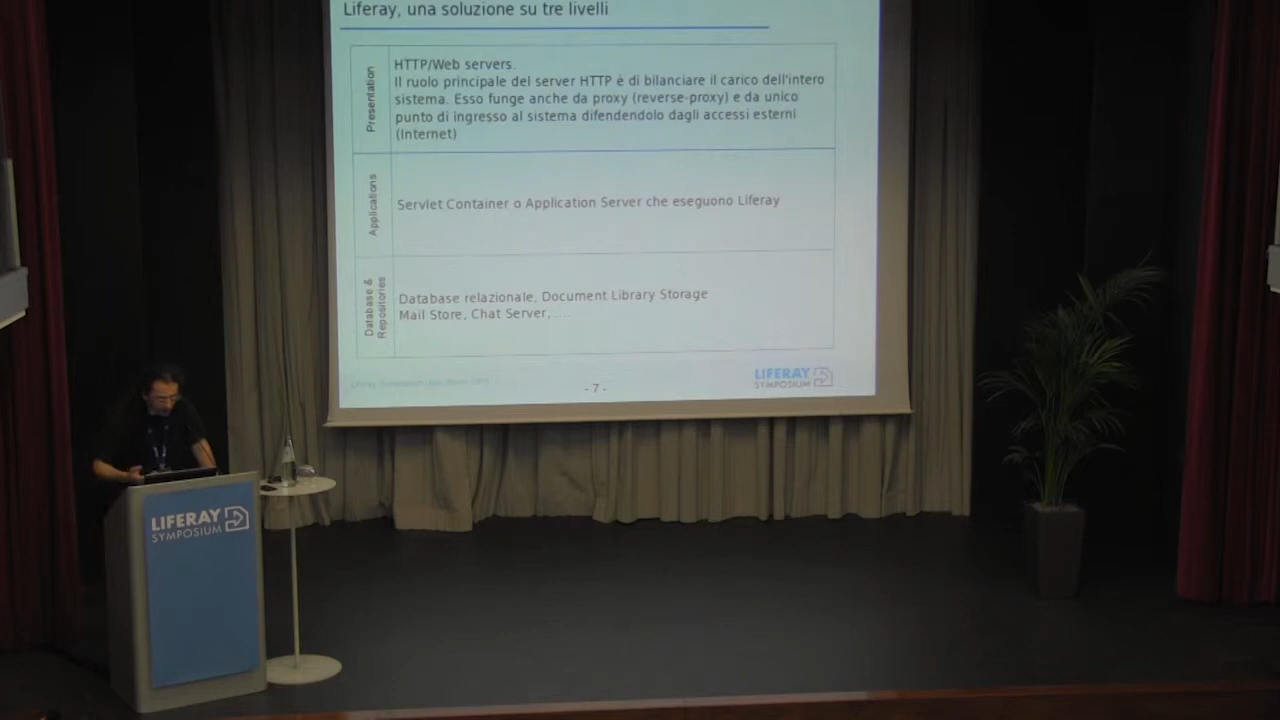 Liferay, una soluzione su tre livelli
Presentation
HTTP/Web servers.
Il ruolo principale del server HTTP è di bilanciare il carico dell'intero
sistema. Esso funge anche da proxy (reverse-proxy) e da unico
punto di ingresso al sistema difendendolo dagli accessi esterni
(Internet)
Applications
Servlet Container o Application Server che eseguono Liferay
Database &
Repositories
Database relazionale, Document Library Storage
Mail Store, Chat Server, ....
- 7 -
LIFERAY
SYMPOSIUM
LIFERAY
SYMPOSIUM